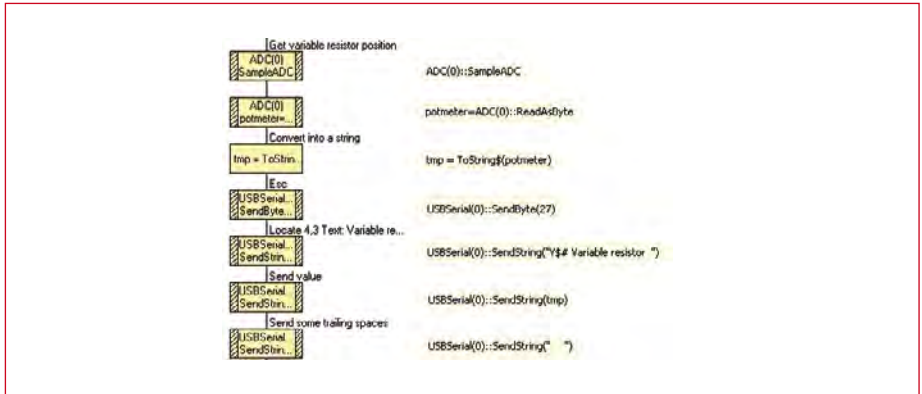 Get variable resistor position
ADC(0)
SampleADC
ADC(0)::SampleADC
ADC(0)
potmeter=...
potmeter=ADC(0)::ReadAsByte
Convert into a string
tmp = ToStrin...
tmp = ToString$(potmeter)
Esc
USBSerial...
SendByte...
USBSerial(0)::SendByte(27)
Locate 4,3 Text: Variable re...
USBSerial...
SendStrin...
USBSerial(0)::SendString("Y$# Variable resistor ")
Send value
USBSerial...
SendStrin...
USBSerial(0)::SendString(tmp)
Send some trailing spaces
USBSerial...
SendStrin...
USBSerial(0)::SendString("    ")